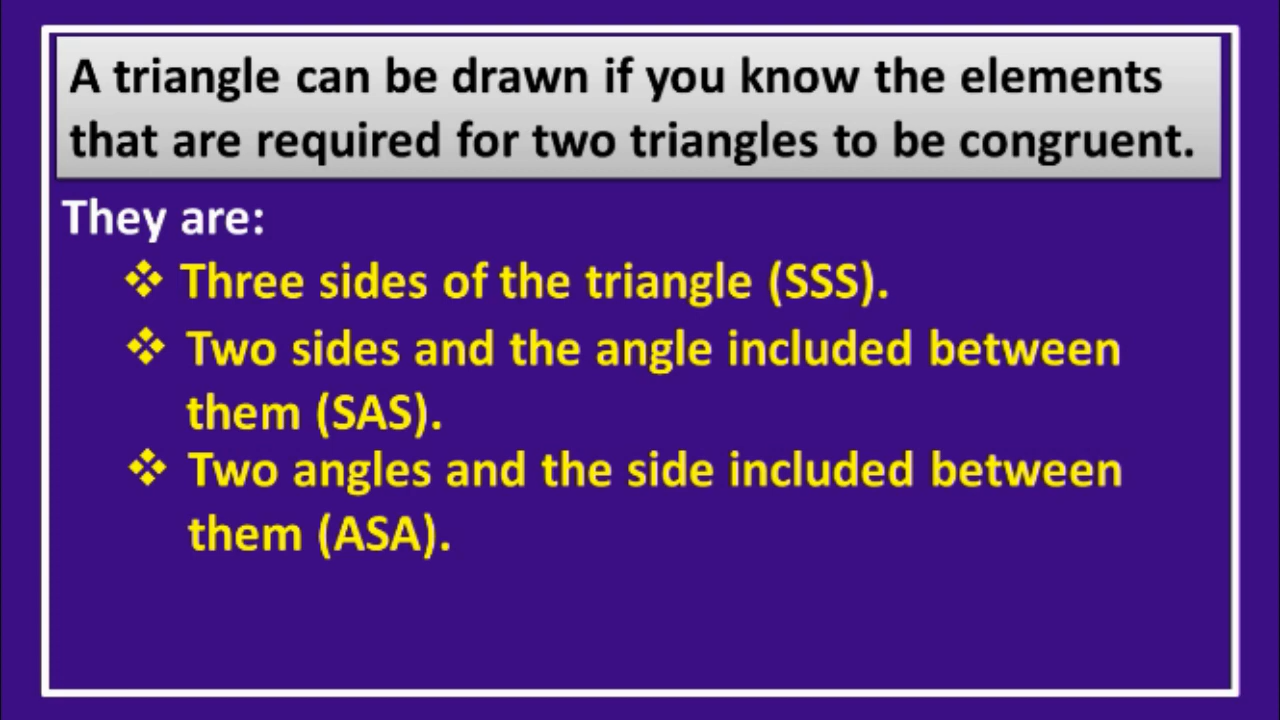 A triangle can be drawn if you know the elements
that are required for two triangles to be congruent.
They are:
❖ Three sides of the triangle (SSS).
❖ Two sides and the angle included between
them (SAS).
❖ Two angles and the side included between
them (ASA).